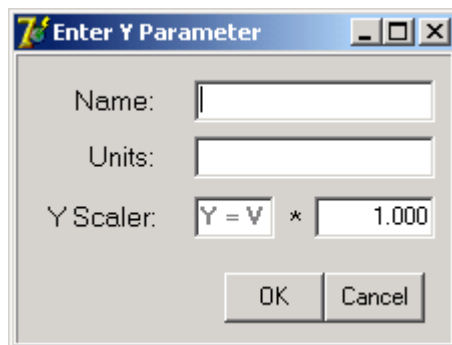 Enter Y Parameter
Name:
Units:
Y Scaler: Y = V * 1.000
OK Cancel